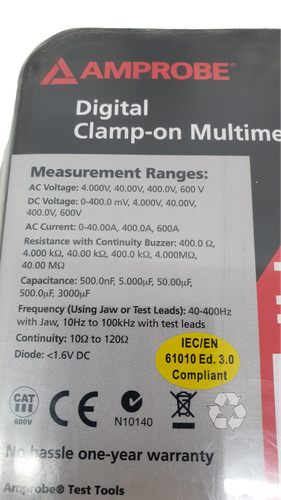 AMPROBE®
Digital
Clamp-on Multime
Measurement Ranges:
AC Voltage: 4.000V, 40.00V, 400.0V, 600 V
DC Voltage: 0-400.0 mV, 4.000V, 40.00V,
400.0V, 600V
AC Current: 0-40.00A, 400.0A, 600A
Resistance with Continuity Buzzer: 400.0 Ω,
4.000 kΩ, 40.00 kΩ, 400.0 kΩ, 4.000MΩ,
40.00 MΩ
Capacitance: 500.0nF, 5.000µF, 50.00µF,
500.0µF, 3000µF
Frequency (Using Jaw or Test Leads): 40-400Hz
with Jaw, 10Hz to 100kHz with test leads
Continuity: 10Ω to 120Ω
Diode: <1.6V DC
IEC/EN
61010 Ed. 3.0
Compliant
CAT
III
600V
CE
N10140
No hassle one-year warranty
Amprobe® Test Tools